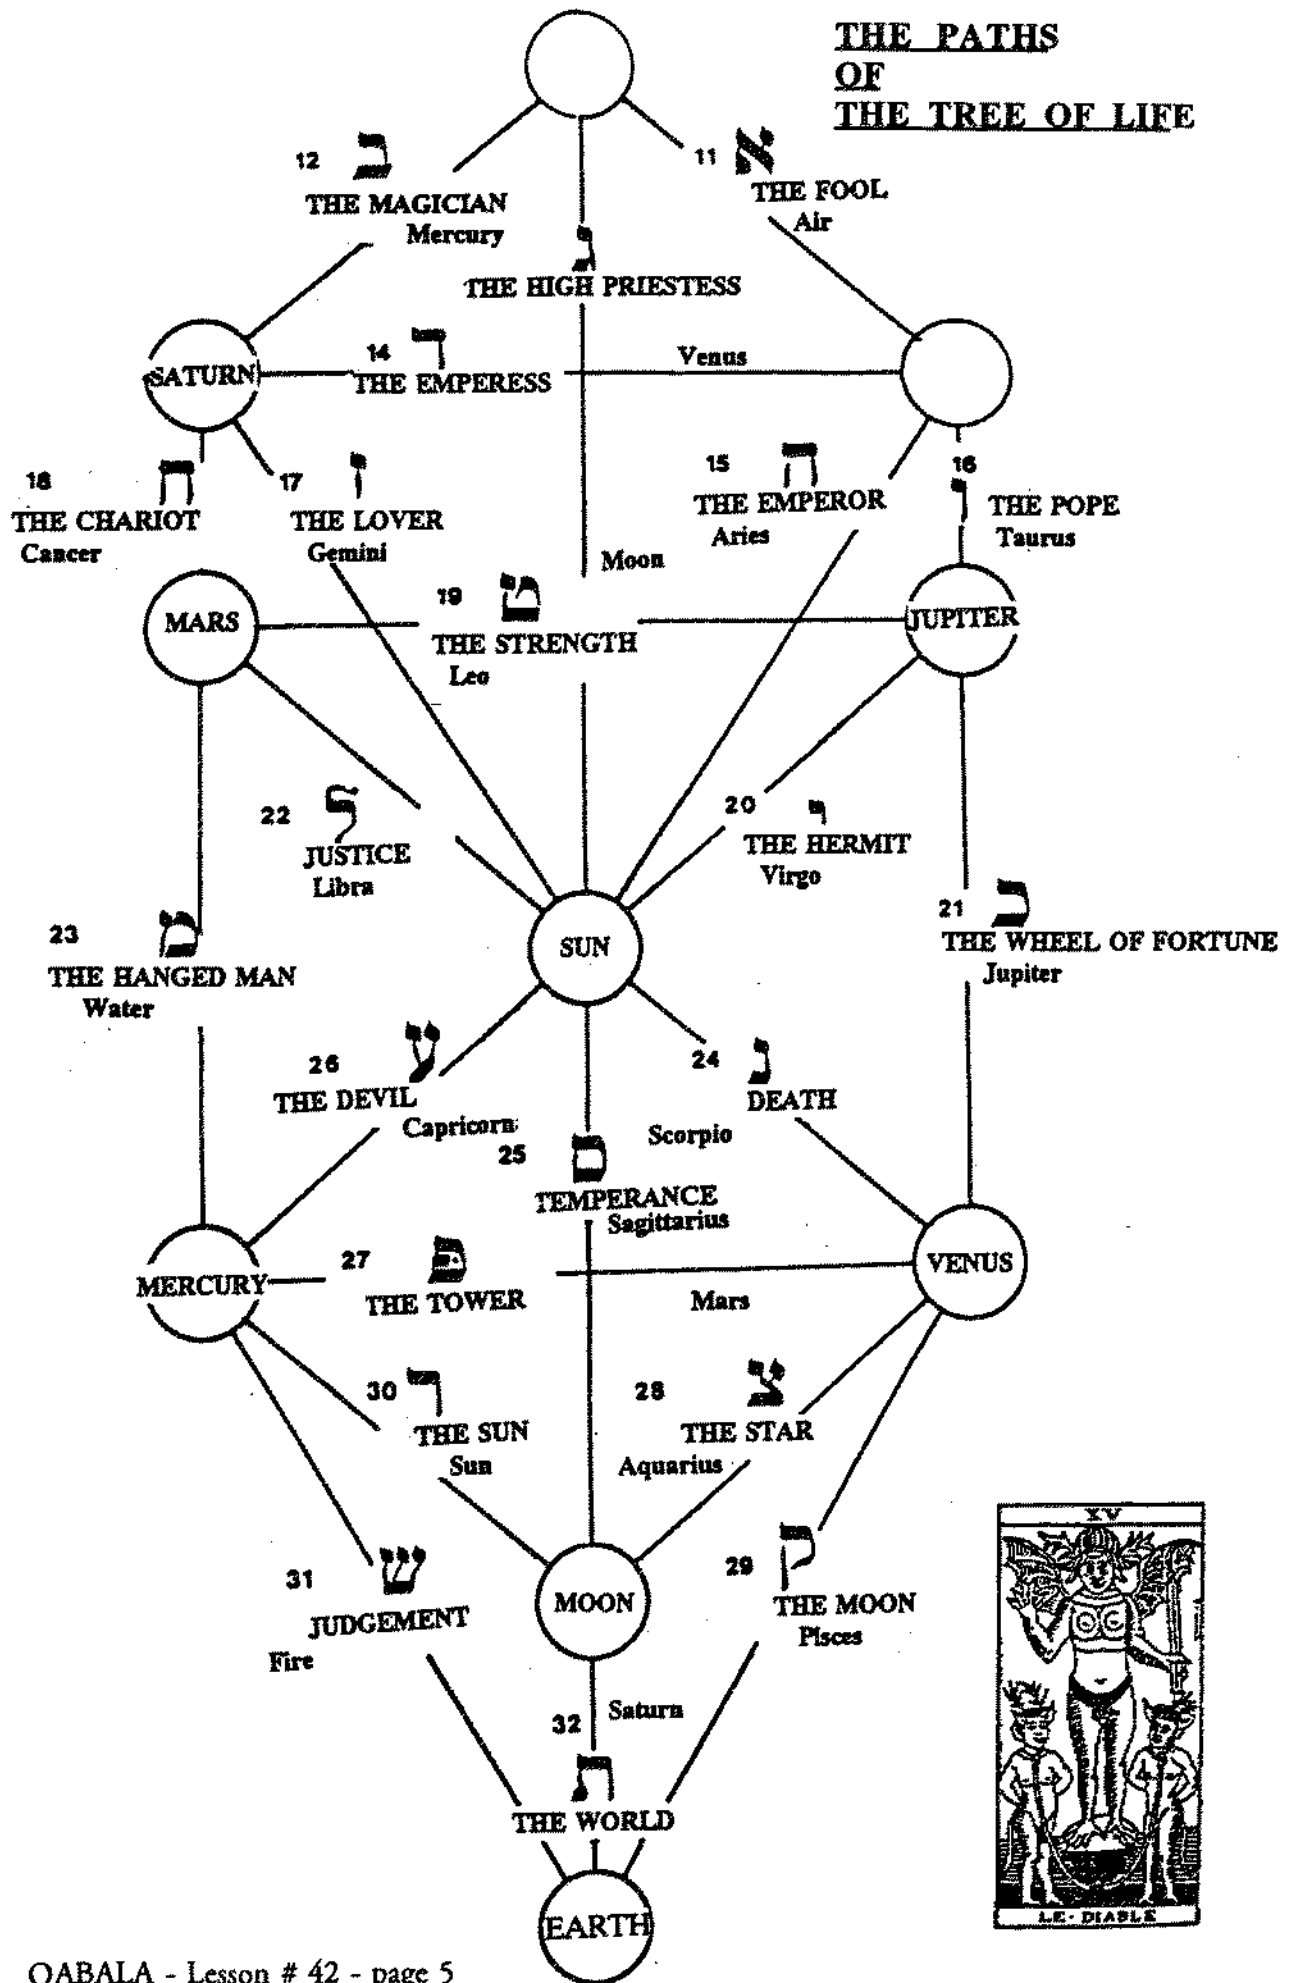 THE PATHS
OF
THE TREE OF LIFE
12 ב
THE MAGICIAN
Mercury
11 א
THE FOOL
Air
ג
THE HIGH PRIESTESS
SATURN
14 ד
THE EMPERESS
Venus
18 ח
THE CHARIOT
Cancer
17 ו
THE LOVER
Gemini
15 ה
THE EMPEROR
Aries
16
ו
THE POPE
Taurus
Moon
MARS
19 ט
THE STRENGTH
Leo
JUPITER
22 ל
JUSTICE
Libra
20 י
THE HERMIT
Virgo
23 מ
THE HANGED MAN
Water
SUN
21 כ
THE WHEEL OF FORTUNE
Jupiter
26 ע
THE DEVIL
Capricorn
24 נ
DEATH
Scorpio
25 ס
TEMPERANCE
Sagittarius
MERCURY
27 פ
THE TOWER
Mars
VENUS
30 ר
THE SUN
Sun
28 צ
THE STAR
Aquarius
31 ש
JUDGEMENT
Fire
MOON
29 ק
THE MOON
Pisces
32
Saturn
ת
THE WORLD
EARTH
XV
LE·DIABLE
QABALA - Lesson # 42 - page 5